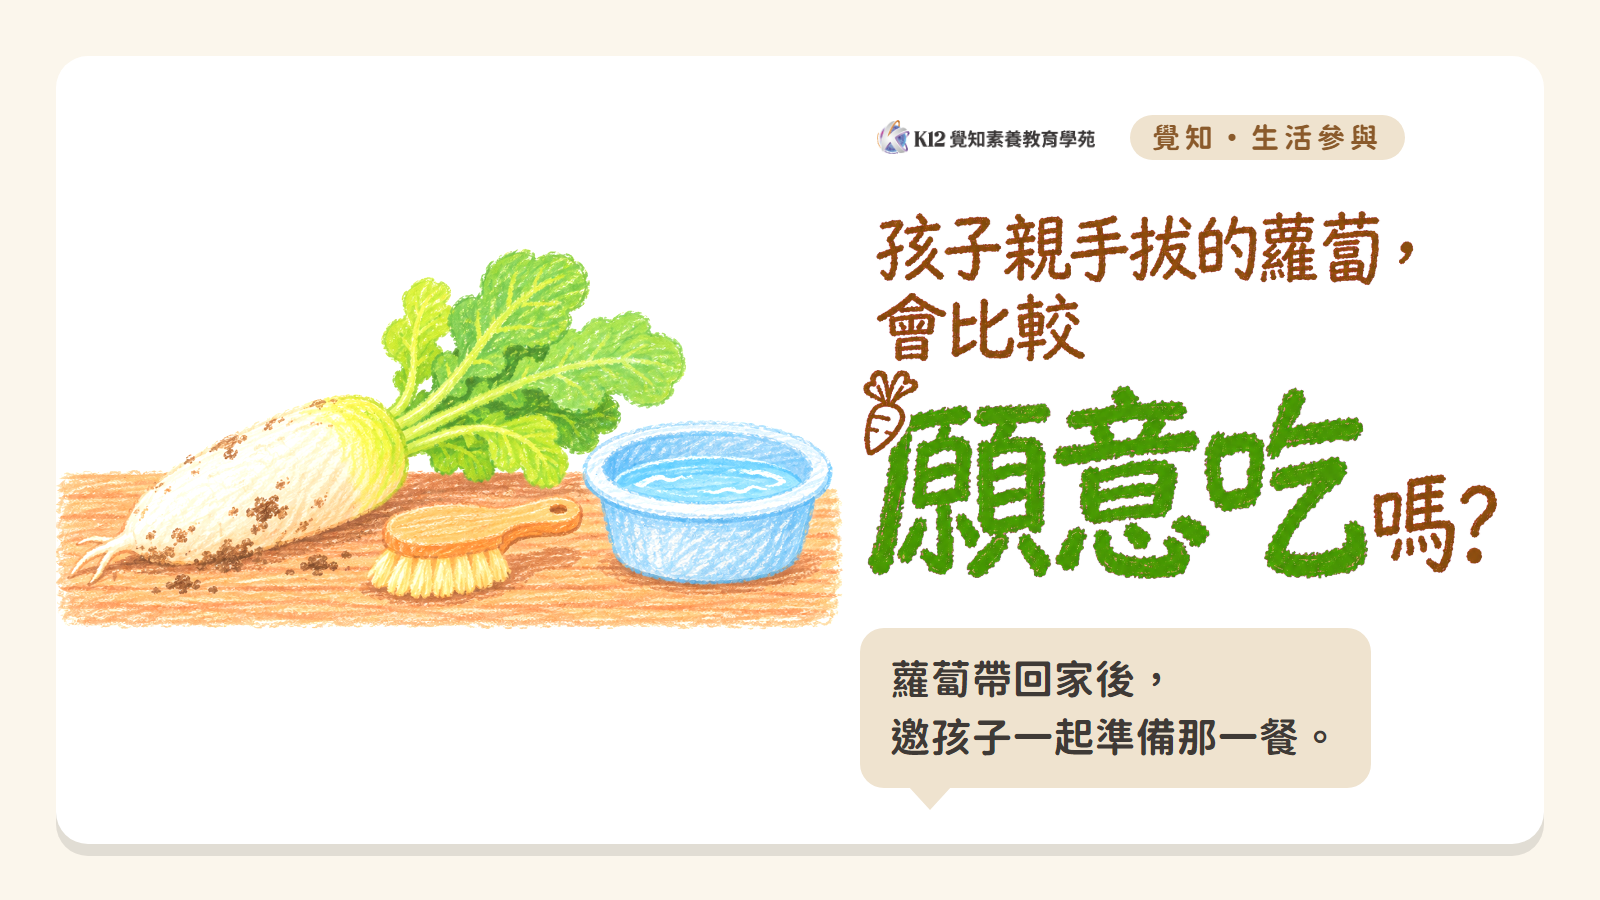 K12 覺知素養教育學苑
覺知・生活參與
孩子親手拔的蘿蔔，
會比較
願意吃嗎?
蘿蔔帶回家後，
邀孩子一起準備那一餐。